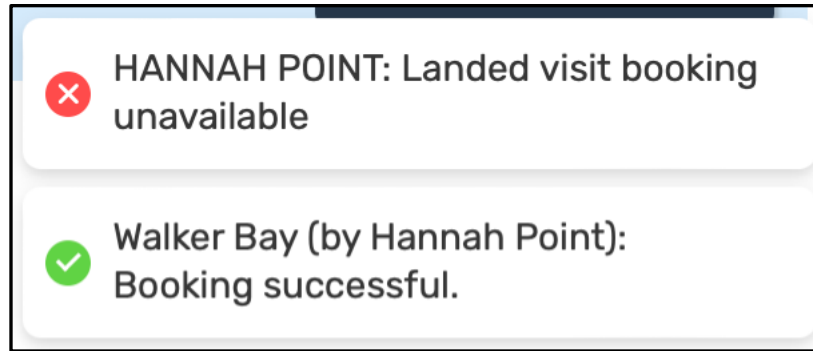 HANNAH POINT: Landed visit booking
unavailable
Walker Bay (by Hannah Point):
Booking successful.